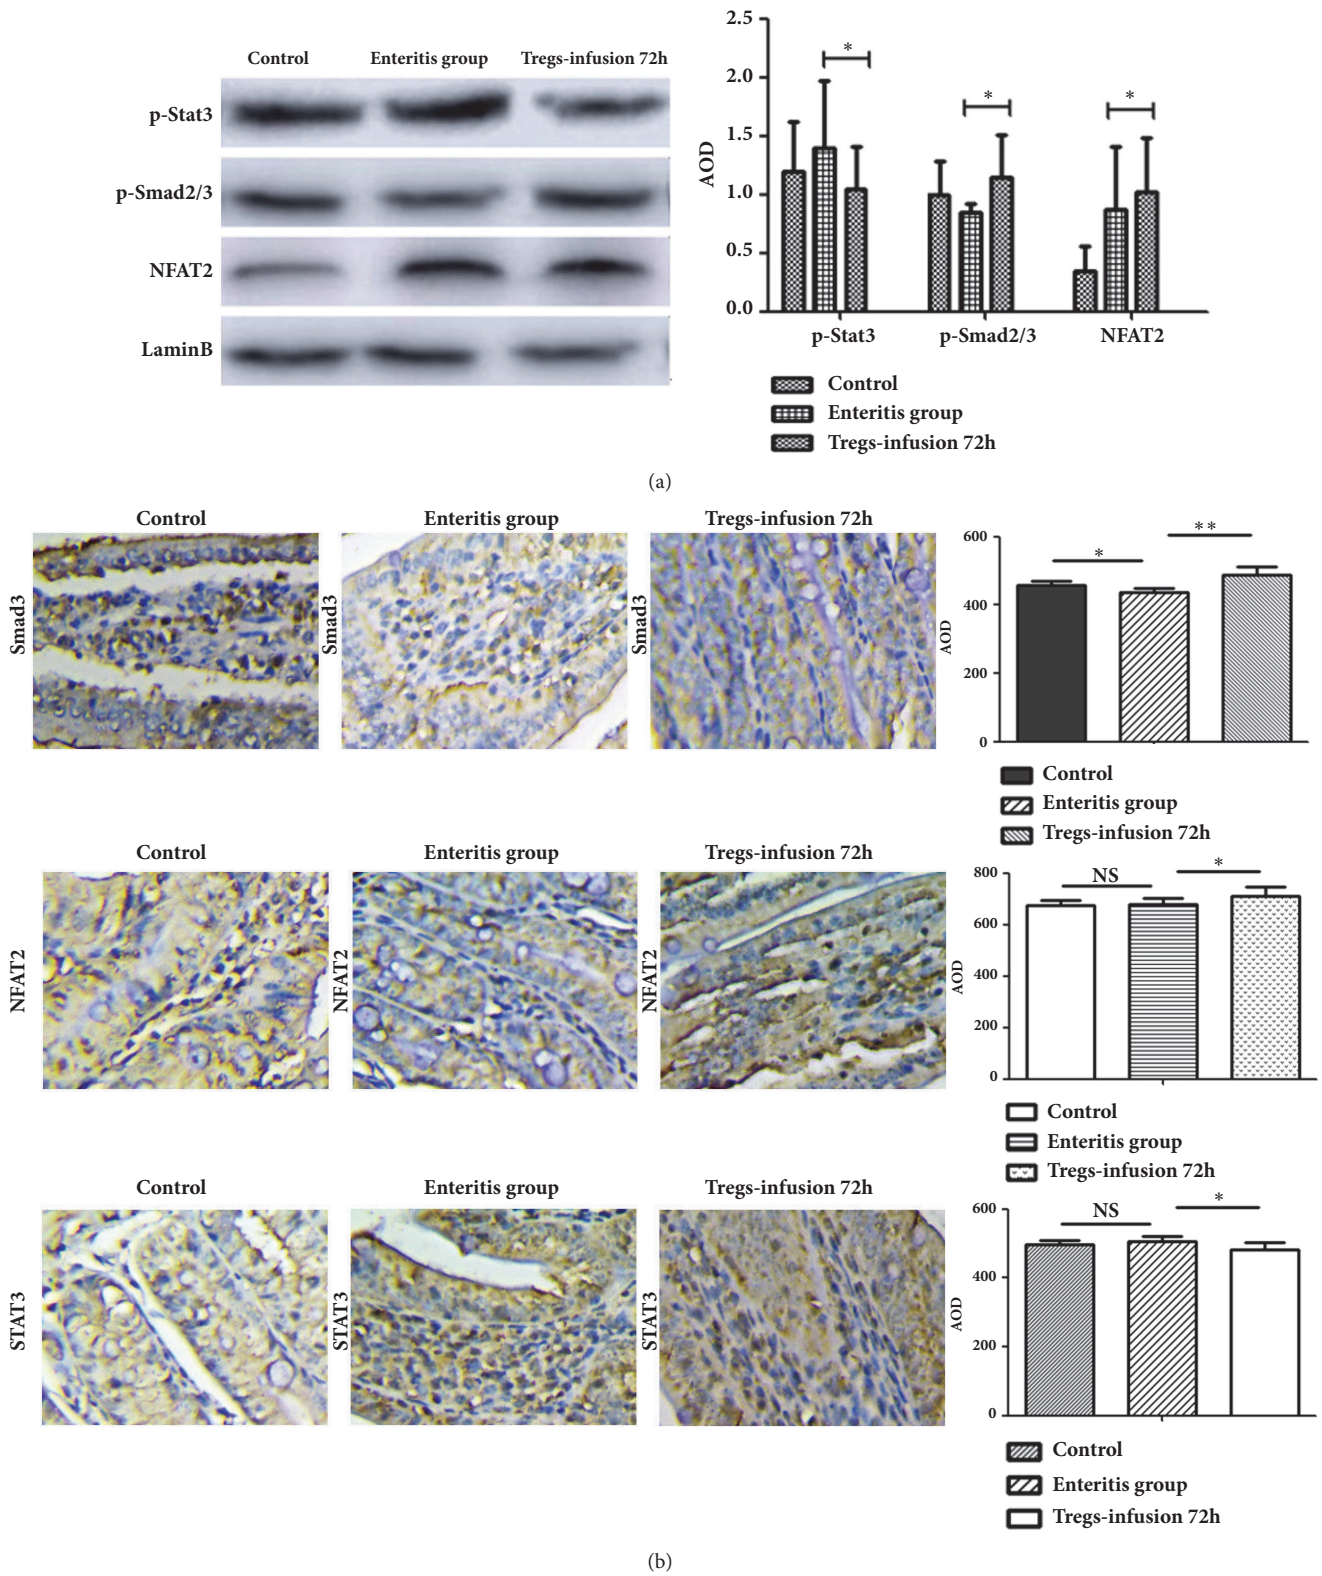 Control Enteritis group Tregs-infusion 72h
p-Stat3
p-Smad2/3
NFAT2
LaminB
2.5
2.0
1.5
1.0
0.5
0.0
AOD
*
*
*
p-Stat3 p-Smad2/3 NFAT2
Control
Enteritis group
Tregs-infusion 72h
(a)
Control Enteritis group Tregs-infusion 72h
Smad3 Smad3 Smad3
AOD
600
400
200
0
*
**
Control
Enteritis group
Tregs-infusion 72h
Control Enteritis group Tregs-infusion 72h
NFAT2 NFAT2 NFAT2
AOD
800
600
400
200
0
NS
*
Control
Enteritis group
Tregs-infusion 72h
Control Enteritis group Tregs-infusion 72h
STAT3 STAT3 STAT3
AOD
600
400
200
0
NS
*
Control
Enteritis group
Tregs-infusion 72h
(b)